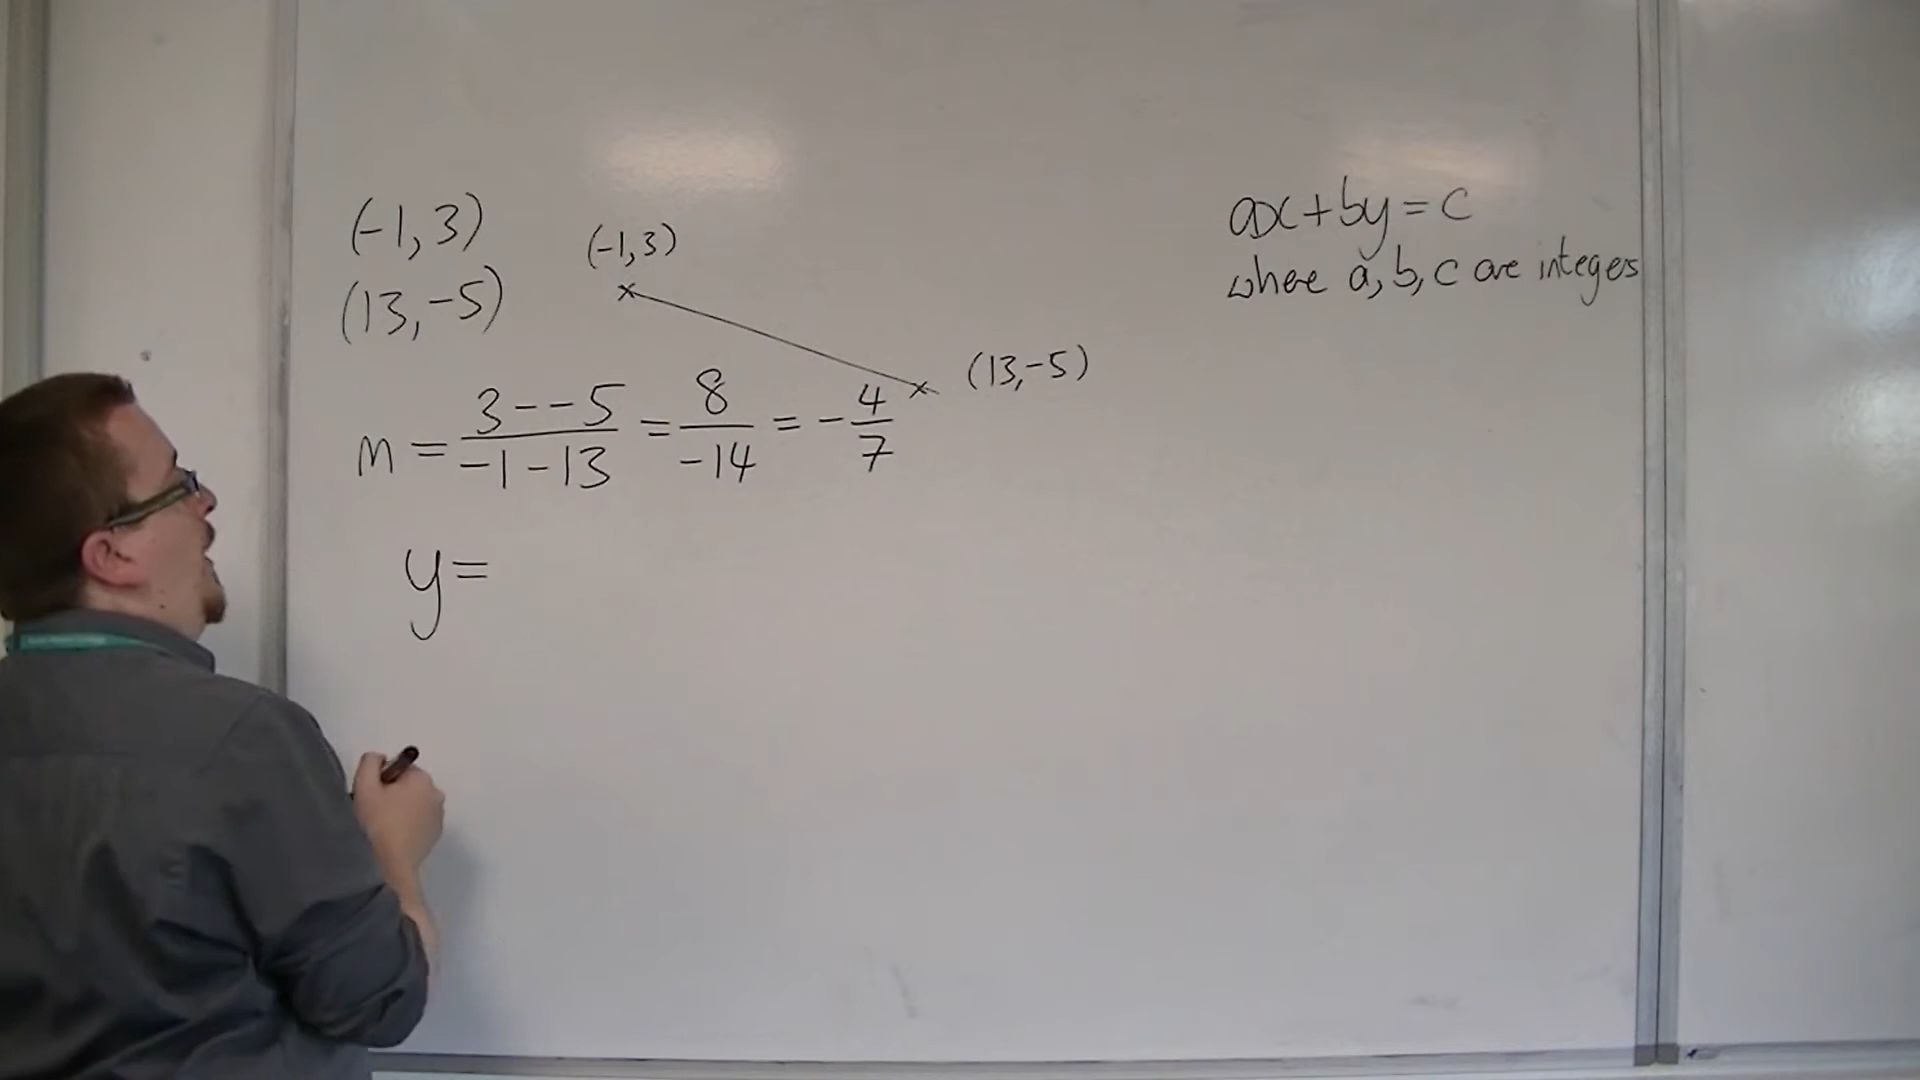 (-1,3)
(13,-5)
(-1,3)
(13,-5)
m = 3--5/-1-13 = 8/-14 = -4/7
y=
ax+by=c
where a, b, c are integers